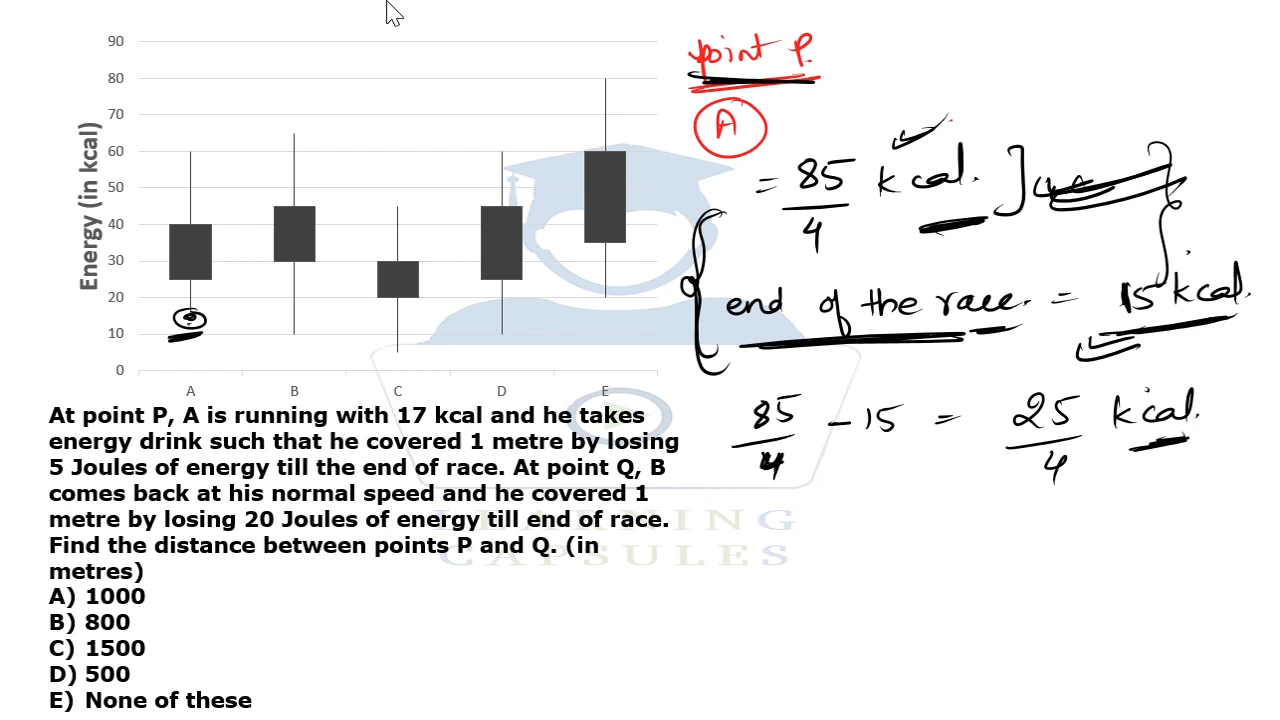 90
80
70
60
50
40
30
20
10
0
Energy (in kcal)
A B C D E
point P.
A
= 85/4 kcal.
end of the race. = 15 kcal.
85/4 - 15 = 25/4 kcal.
At point P, A is running with 17 kcal and he takes
energy drink such that he covered 1 metre by losing
5 Joules of energy till the end of race. At point Q, B
comes back at his normal speed and he covered 1
metre by losing 20 Joules of energy till end of race.
Find the distance between points P and Q. (in
metres)
A) 1000
B) 800
C) 1500
D) 500
E) None of these
LEARNING
CAPSULES